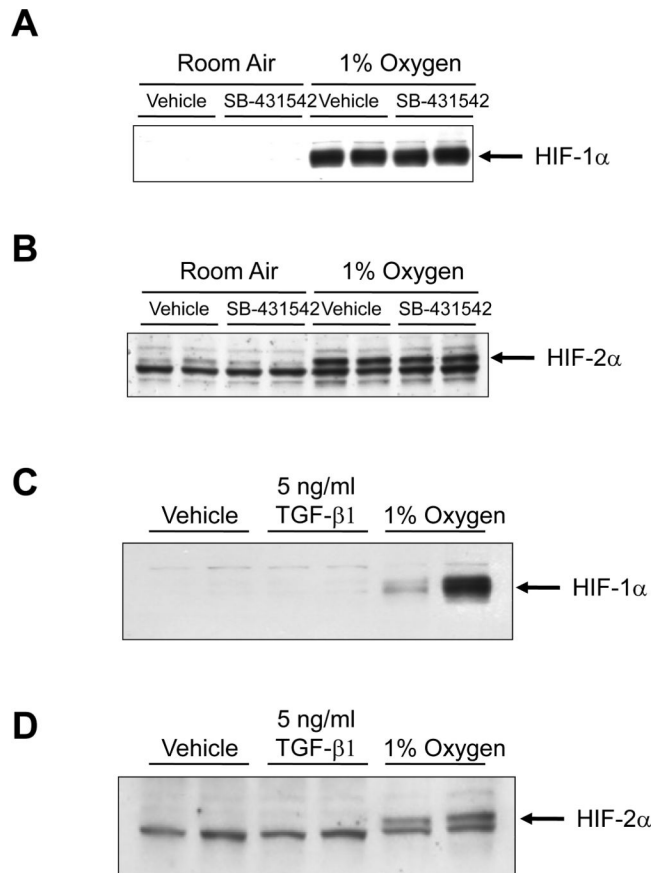 A
Room Air 1% Oxygen
Vehicle SB-431542 Vehicle SB-431542
HIF-1α
B
Room Air 1% Oxygen
Vehicle SB-431542 Vehicle SB-431542
HIF-2α
C
5 ng/ml
Vehicle TGF-β1 1% Oxygen
HIF-1α
D
5 ng/ml
Vehicle TGF-β1 1% Oxygen
HIF-2α